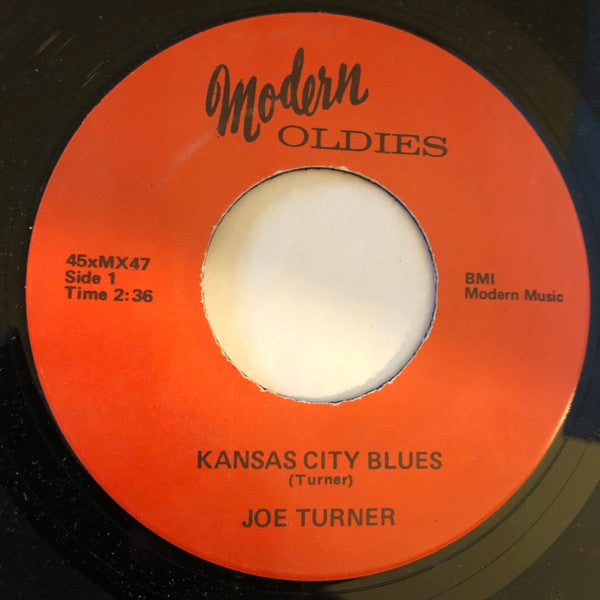 Modern
OLDIES
45xMX47
Side 1
Time 2:36
BMI
Modern Music
KANSAS CITY BLUES
(Turner)
JOE TURNER